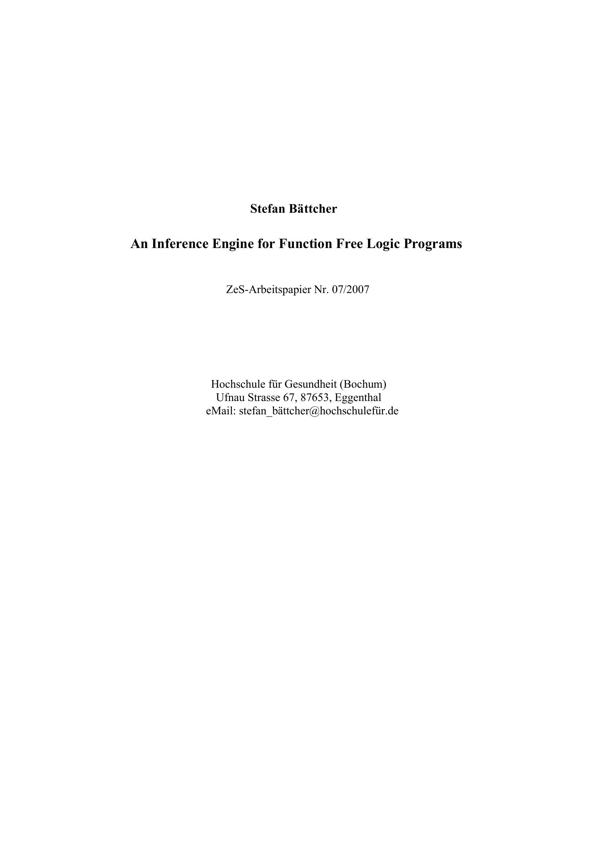 Stefan Bättcher
An Inference Engine for Function Free Logic Programs
ZeS-Arbeitspapier Nr. 07/2007
Hochschule für Gesundheit (Bochum)
Ufnau Strasse 67, 87653, Eggenthal
eMail: stefan_bättcher@hochschulefür.de